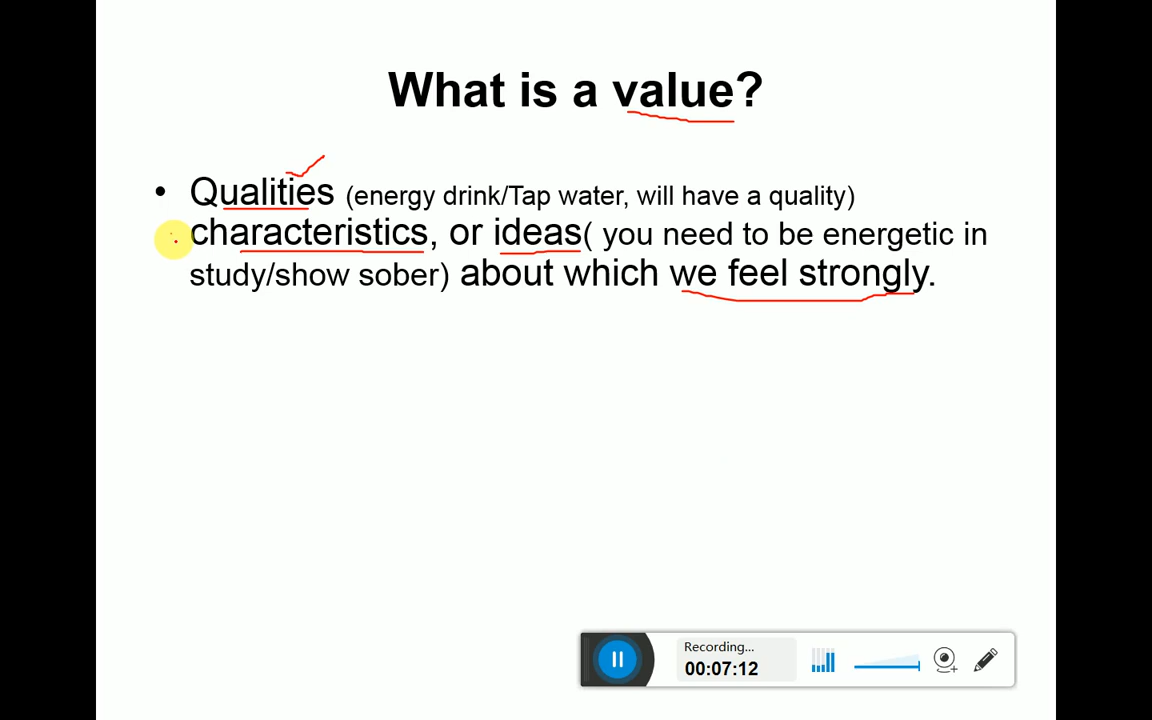 What is a value?
• Qualities (energy drink/Tap water, will have a quality)
characteristics, or ideas( you need to be energetic in
study/show sober) about which we feel strongly.
Recording...
00:07:12